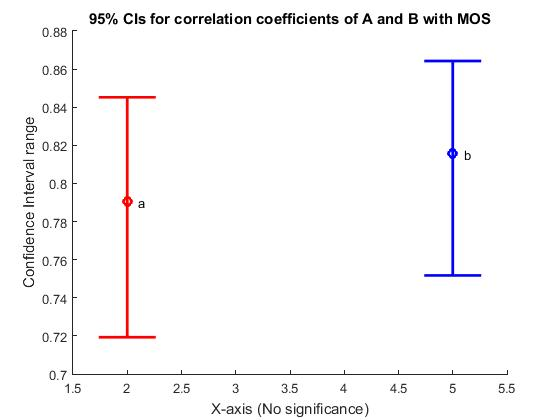 95% CIs for correlation coefficients of A and B with MOS
0.88
0.86
0.84
0.82
0.8
0.78
0.76
0.74
0.72
0.7
Confidence Interval range
a
b
1.5 2 2.5 3 3.5 4 4.5 5 5.5
X-axis (No significance)